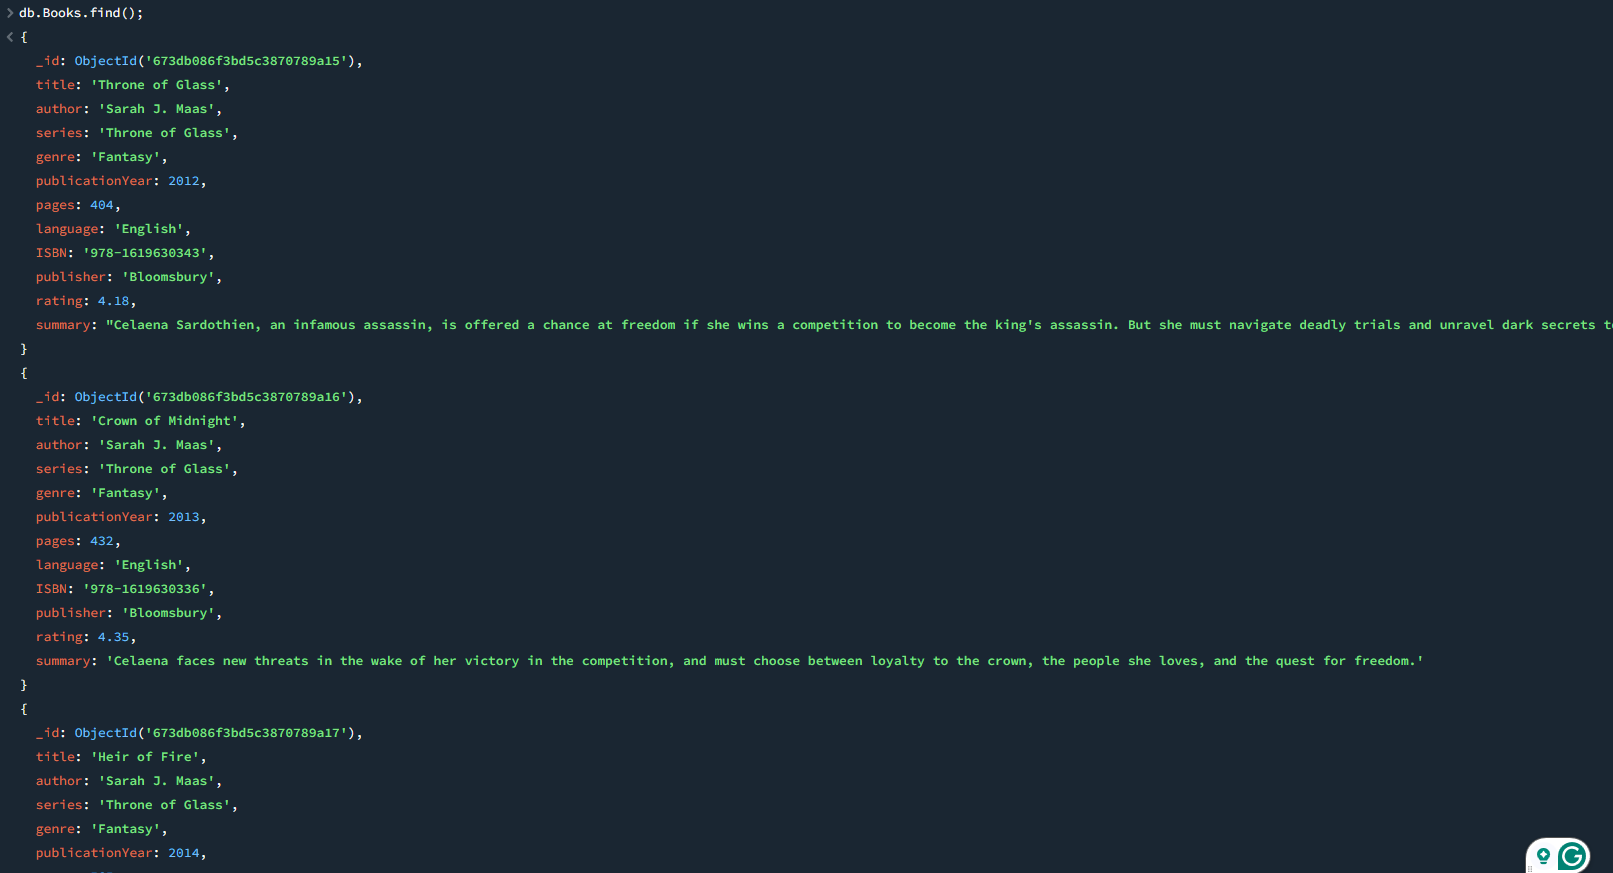 > db.Books.find();
< {
_id: ObjectId('673db086f3bd5c3870789a15'),
title: 'Throne of Glass',
author: 'Sarah J. Maas',
series: 'Throne of Glass',
genre: 'Fantasy',
publicationYear: 2012,
pages: 404,
language: 'English',
ISBN: '978-1619630343',
publisher: 'Bloomsbury',
rating: 4.18,
summary: "Celaena Sardothien, an infamous assassin, is offered a chance at freedom if she wins a competition to become the king's assassin. But she must navigate deadly trials and unravel dark secrets
}
{
_id: ObjectId('673db086f3bd5c3870789a16'),
title: 'Crown of Midnight',
author: 'Sarah J. Maas',
series: 'Throne of Glass',
genre: 'Fantasy',
publicationYear: 2013,
pages: 432,
language: 'English',
ISBN: '978-1619630336',
publisher: 'Bloomsbury',
rating: 4.35,
summary: 'Celaena faces new threats in the wake of her victory in the competition, and must choose between loyalty to the crown, the people she loves, and the quest for freedom.'
}
{
_id: ObjectId('673db086f3bd5c3870789a17'),
title: 'Heir of Fire',
author: 'Sarah J. Maas',
series: 'Throne of Glass',
genre: 'Fantasy',
publicationYear: 2014,